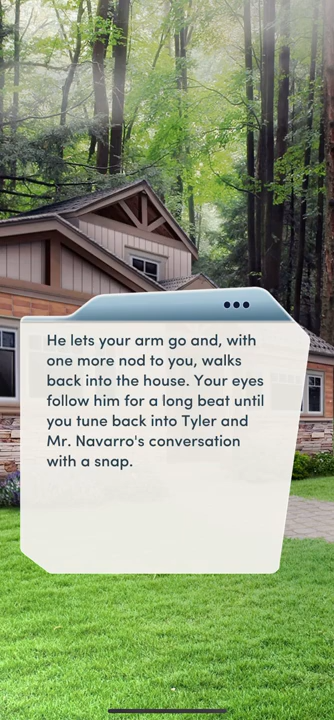 He lets your arm go and, with
one more nod to you, walks
back into the house. Your eyes
follow him for a long beat until
you tune back into Tyler and
Mr. Navarro's conversation
with a snap.